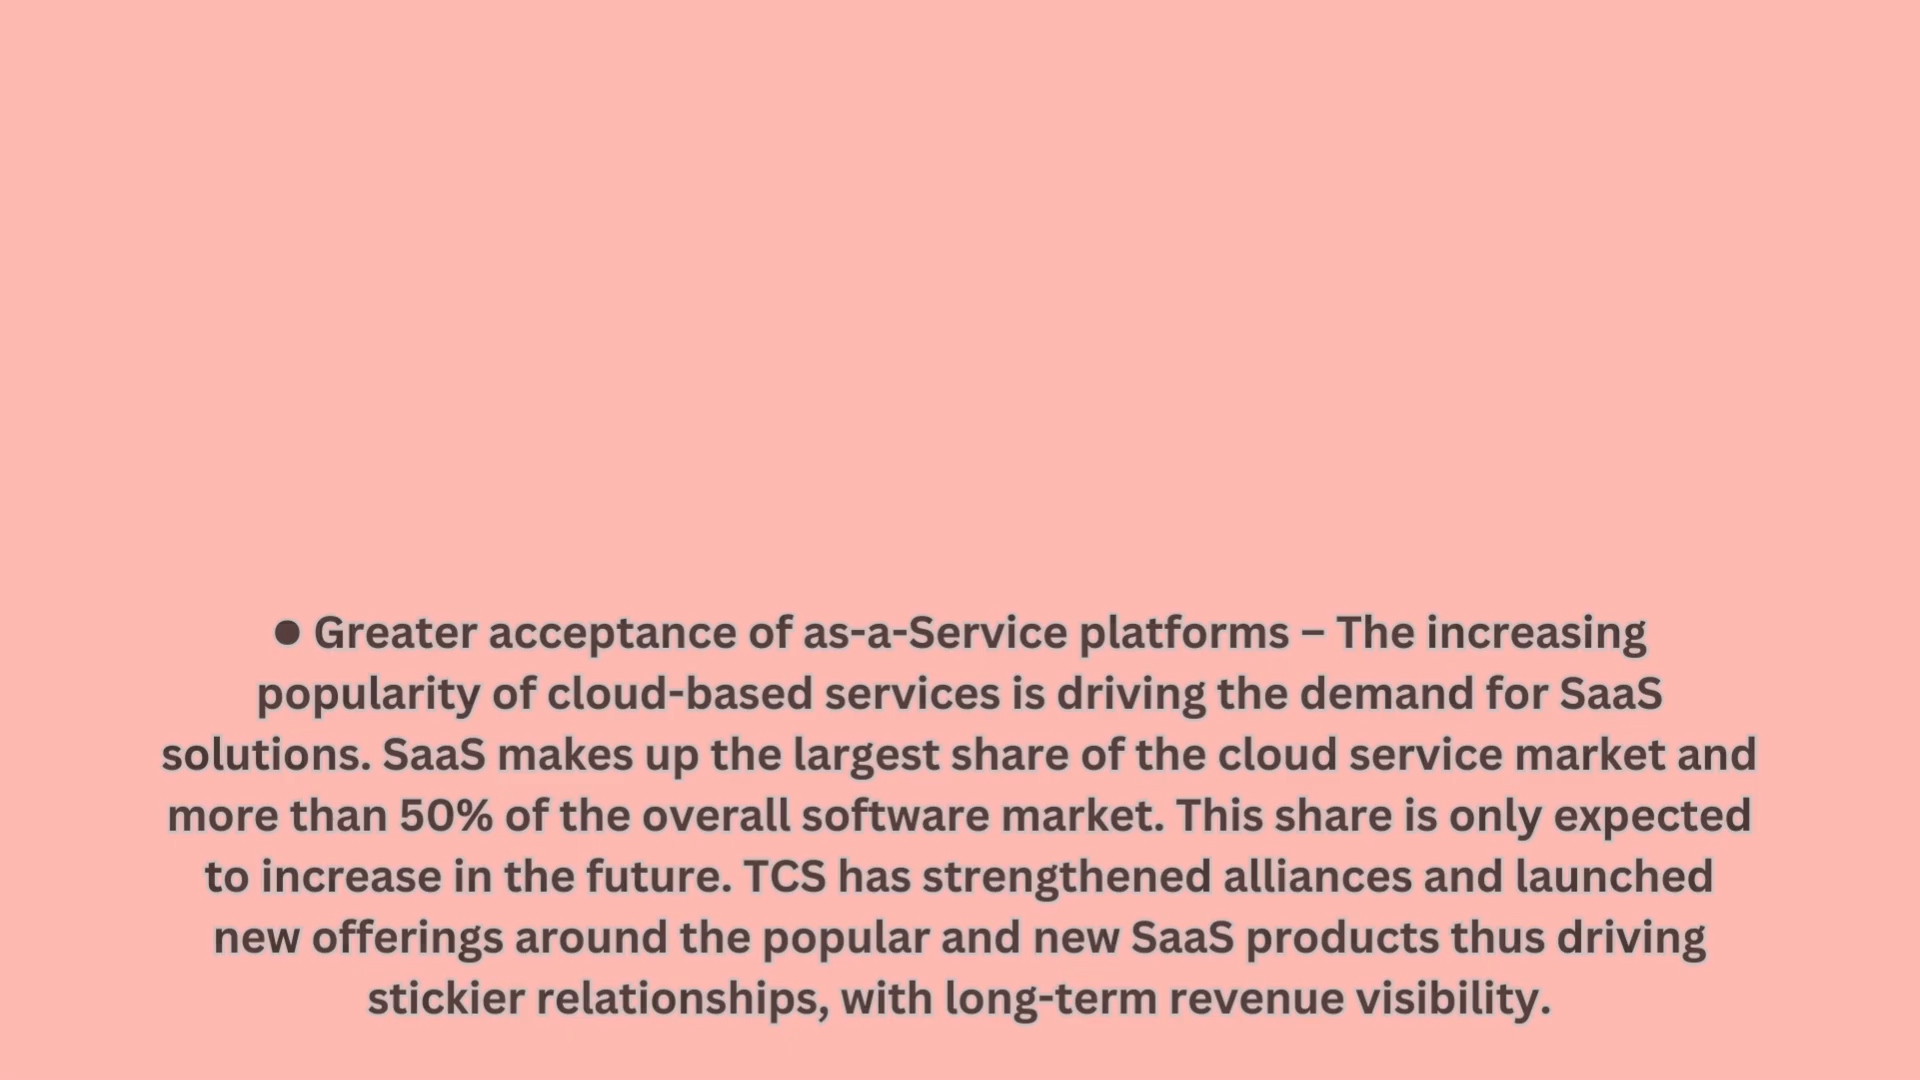 ● Greater acceptance of as-a-Service platforms – The increasing
popularity of cloud-based services is driving the demand for SaaS
solutions. SaaS makes up the largest share of the cloud service market and
more than 50% of the overall software market. This share is only expected
to increase in the future. TCS has strengthened alliances and launched
new offerings around the popular and new SaaS products thus driving
stickier relationships, with long-term revenue visibility.